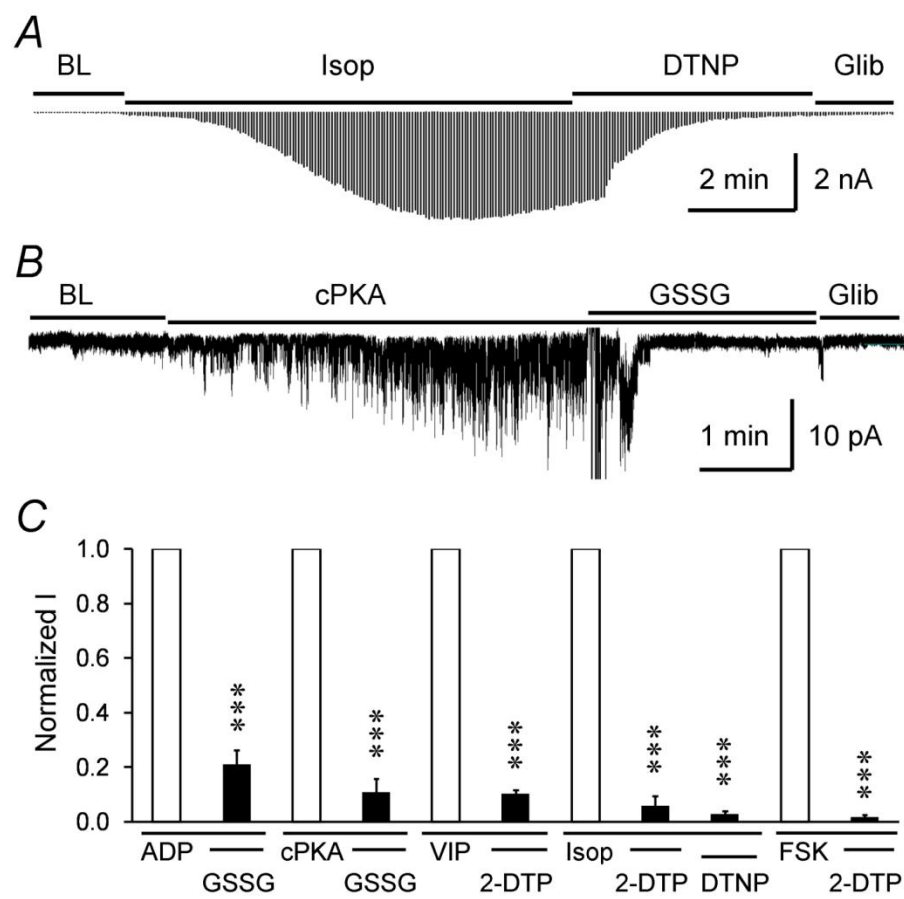 A
BL Isop DTNP Glib
2 min 2 nA
B
BL cPKA GSSG Glib
1 min 10 pA
C
Normalized I
1.0
0.8
0.6
0.4
0.2
0.0
*** *** *** *** *** ***
ADP cPKA VIP Isop FSK
GSSG GSSG 2-DTP 2-DTP DTNP 2-DTP